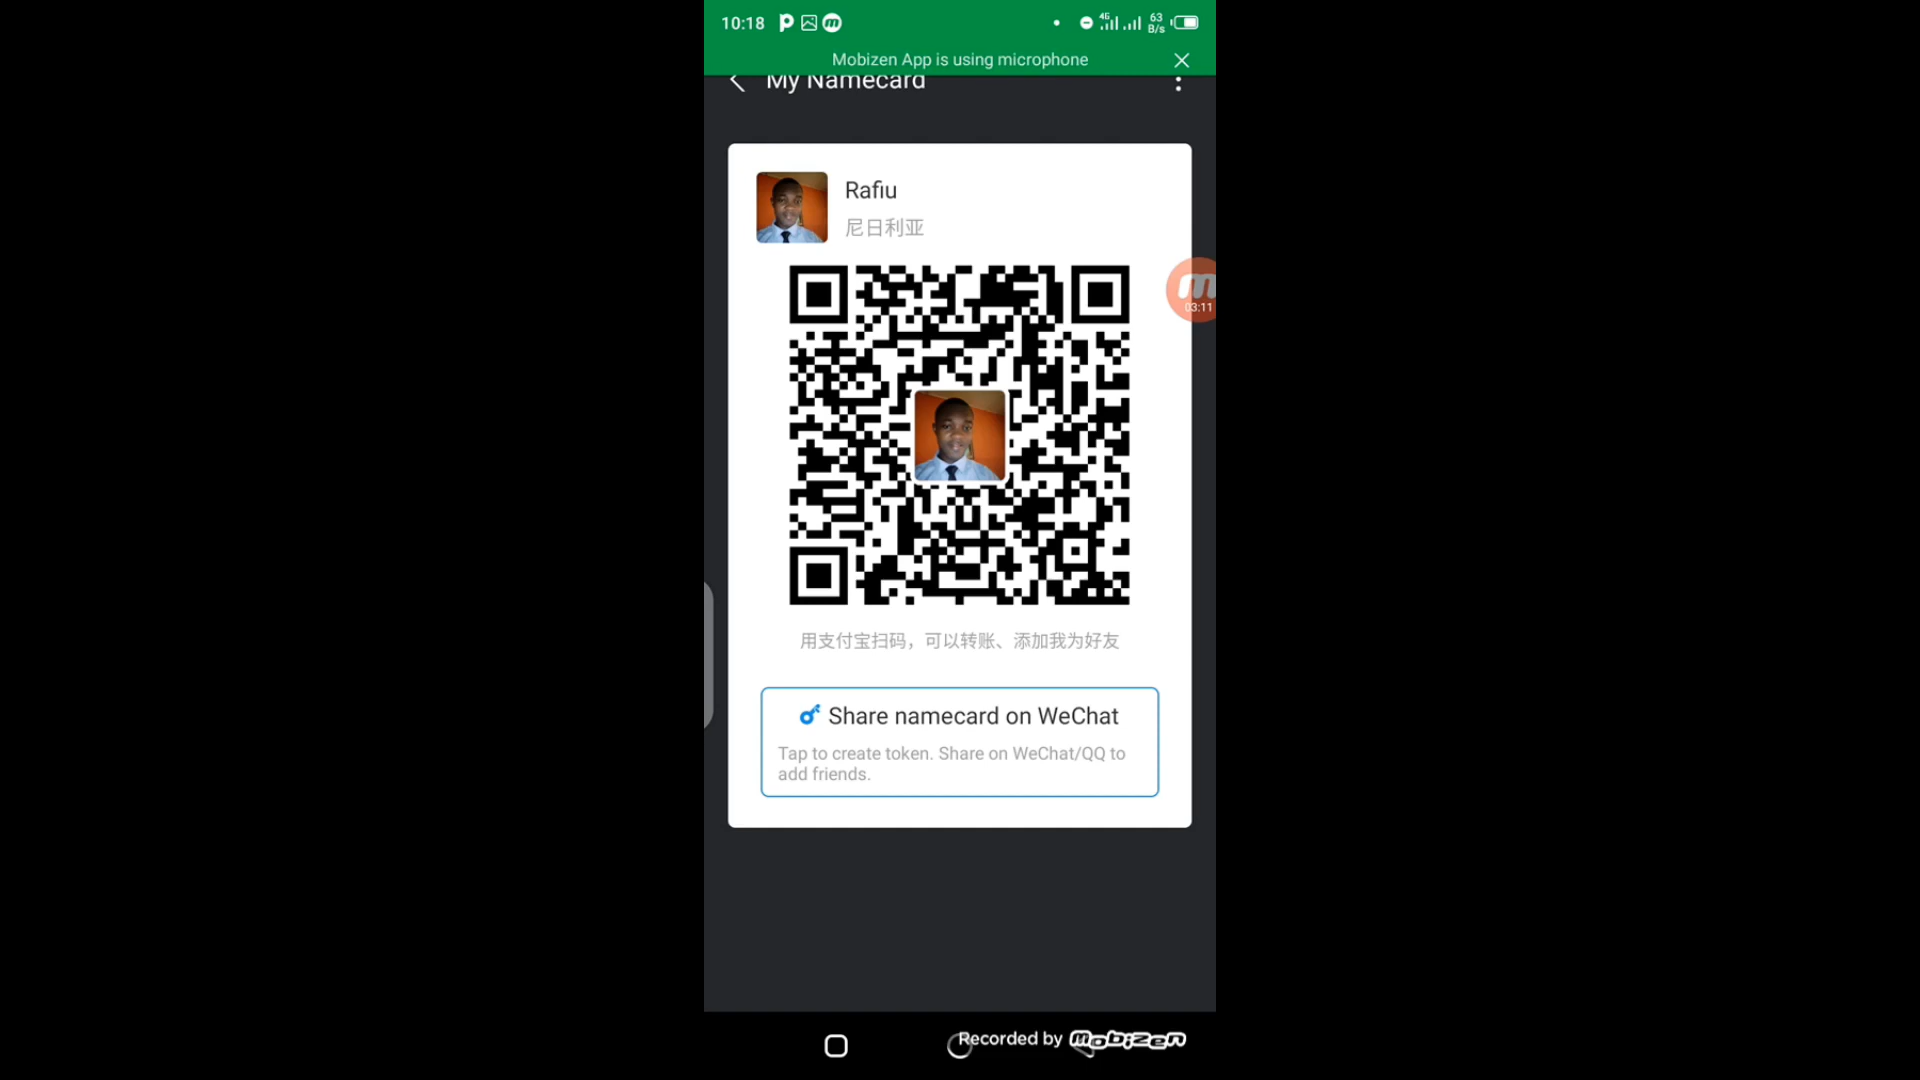 10:18
4G
63
B/s
Mobizen App is using microphone
My Namecard
Rafiu
尼日利亚
03:11
用支付宝扫码，可以转账、添加我为好友
Share namecard on WeChat
Tap to create token. Share on WeChat/QQ to
add friends.
Recorded by Mobizen